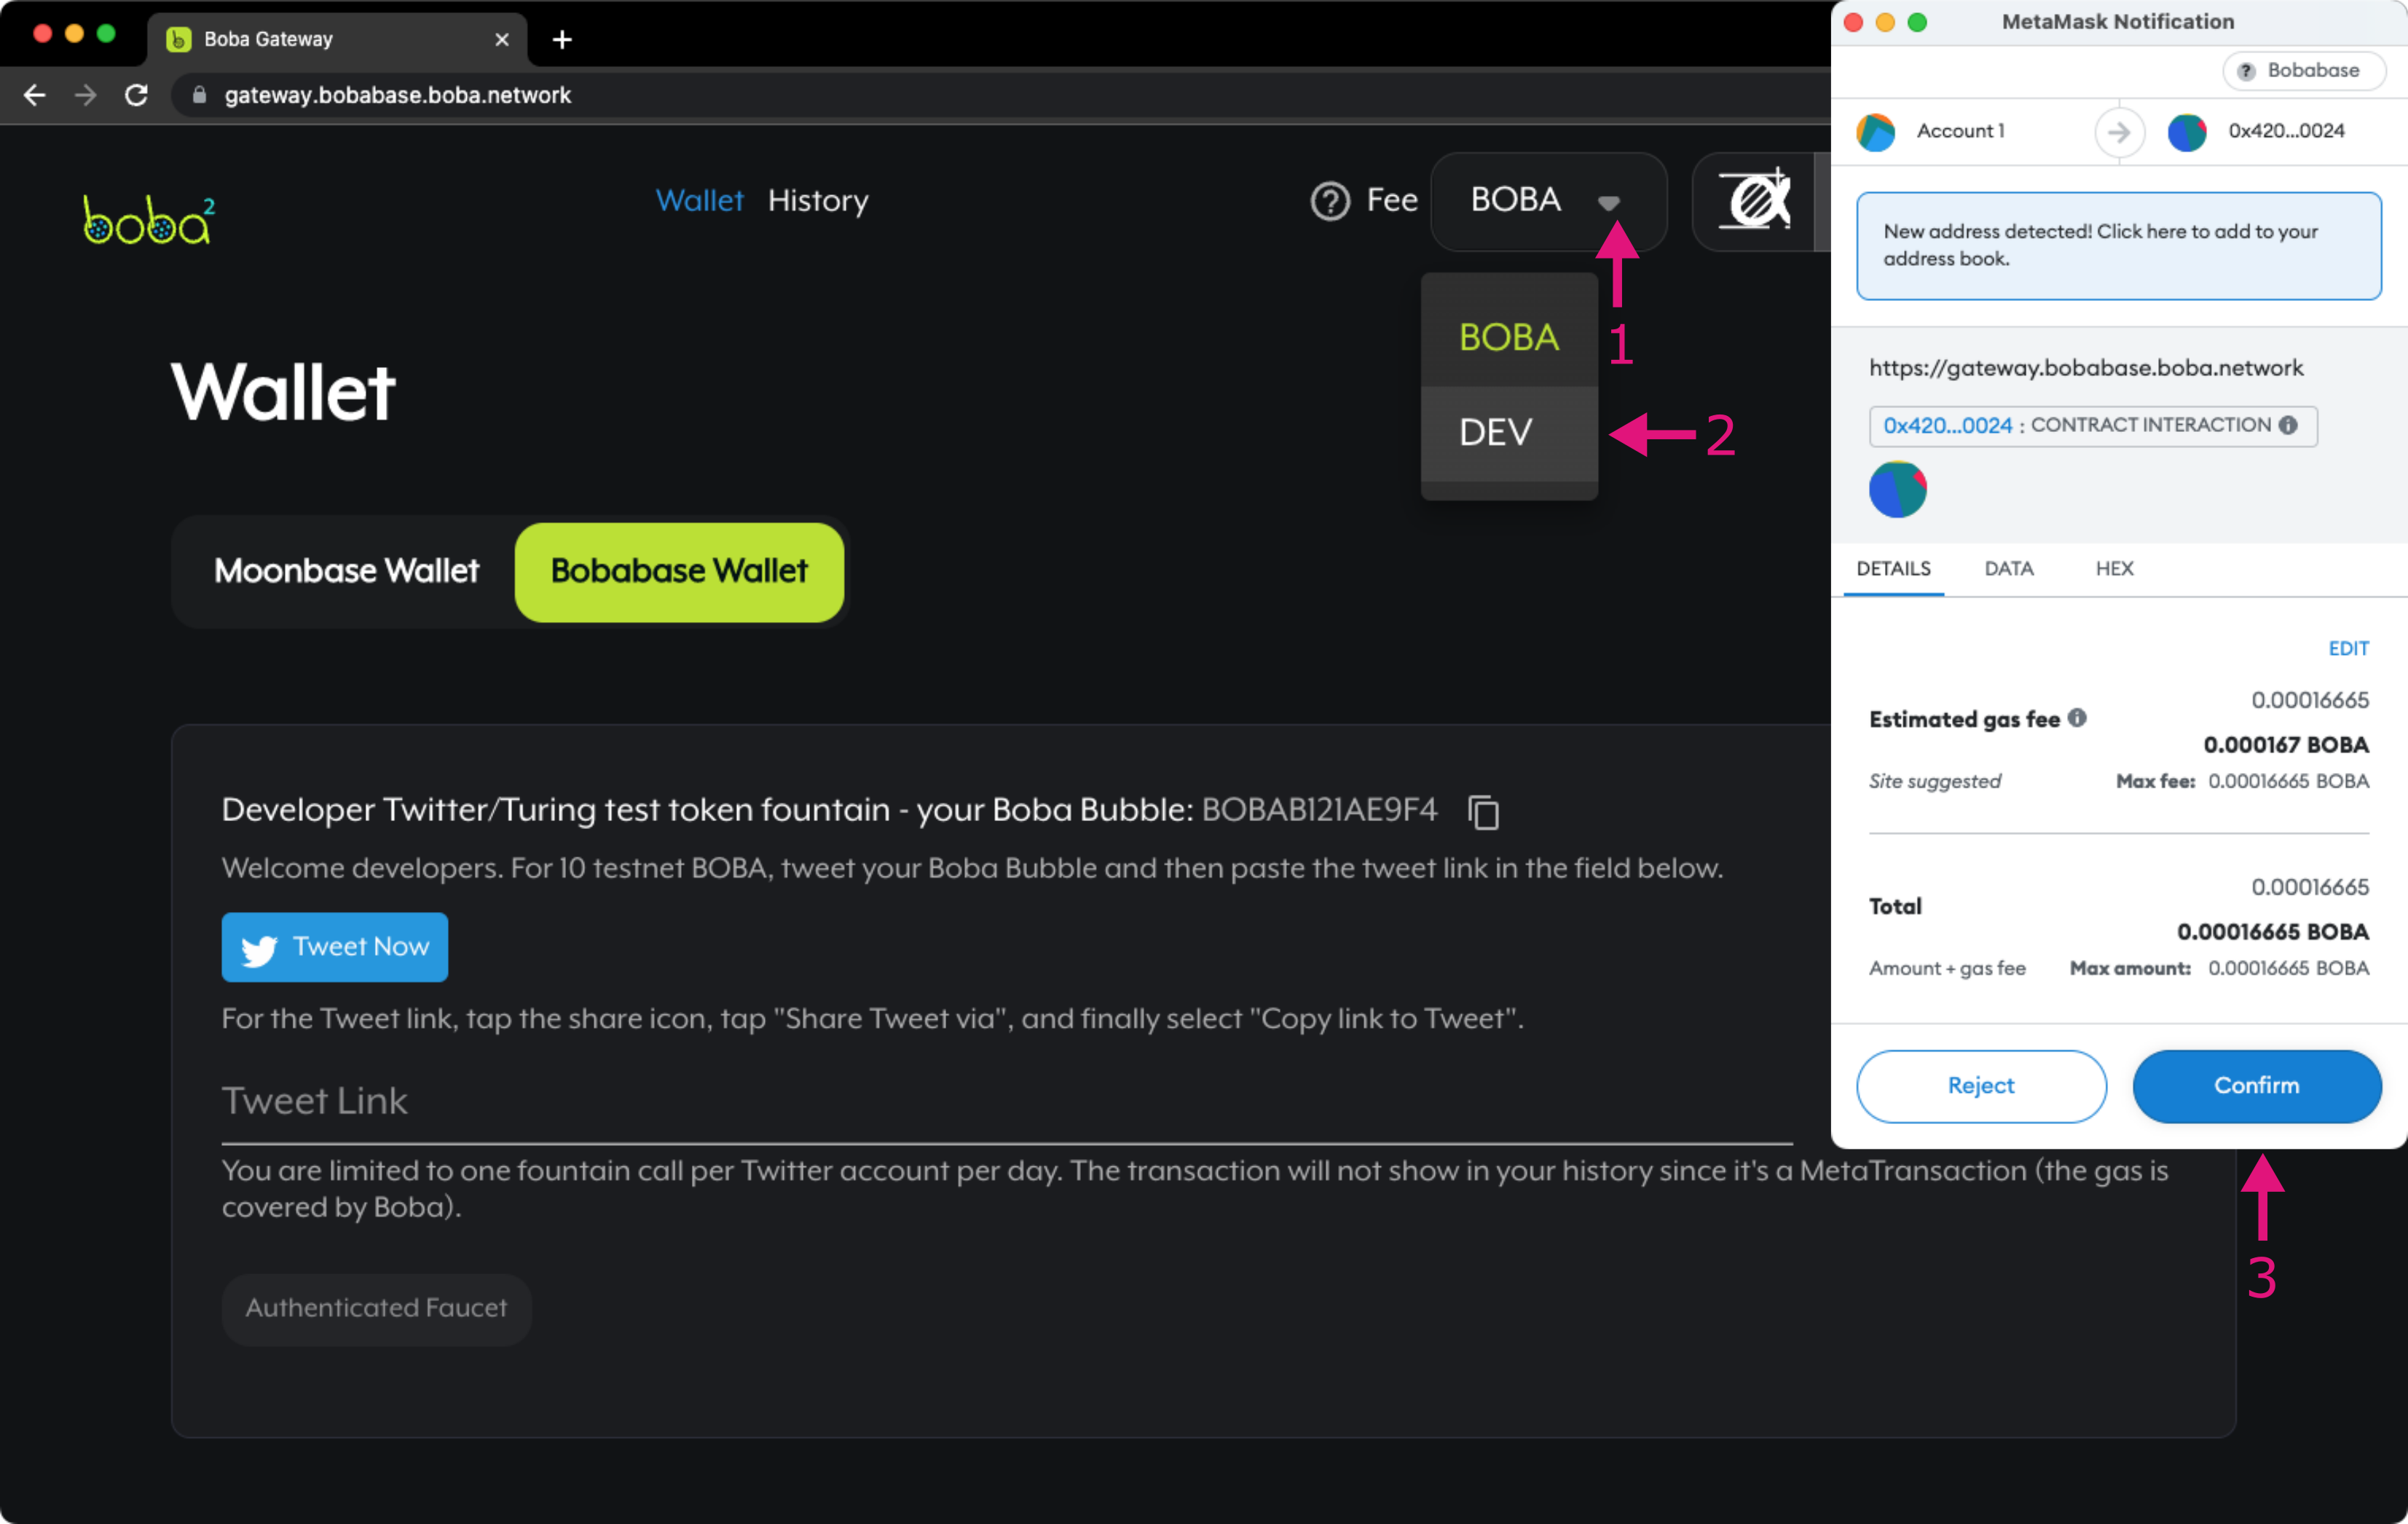 Boba Gateway
gateway.bobabase.boba.network
boba²
Wallet
History
Fee
BOBA
BOBA
DEV
1
2
Wallet
Moonbase Wallet
Bobabase Wallet
Developer Twitter/Turing test token fountain - your Boba Bubble: BOBAB121AE9F4
Welcome developers. For 10 testnet BOBA, tweet your Boba Bubble and then paste the tweet link in the field below.
Tweet Now
For the Tweet link, tap the share icon, tap "Share Tweet via", and finally select "Copy link to Tweet".
Tweet Link
You are limited to one fountain call per Twitter account per day. The transaction will not show in your history since it's a MetaTransaction (the gas is
covered by Boba).
Authenticated Faucet
MetaMask Notification
? Bobabase
Account 1
0x420...0024
New address detected! Click here to add to your
address book.
https://gateway.bobabase.boba.network
0x420...0024 : CONTRACT INTERACTION
DETAILS
DATA
HEX
EDIT
0.00016665
Estimated gas fee
0.000167 BOBA
Site suggested
Max fee: 0.00016665 BOBA
0.00016665
Total
0.00016665 BOBA
Amount + gas fee
Max amount: 0.00016665 BOBA
Reject
Confirm
3